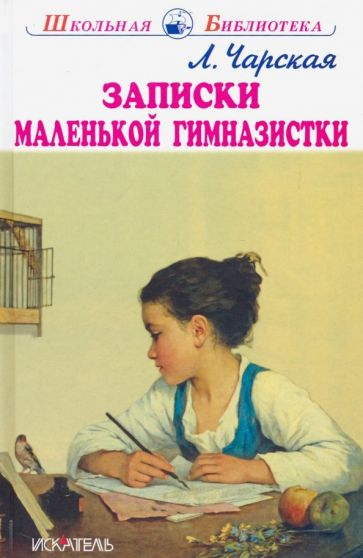 Школьная Библиотека
Л. Чарская
ЗАПИСКИ
МАЛЕНЬКОЙ ГИМНАЗИСТКИ
ИСКАТЕЛЬ